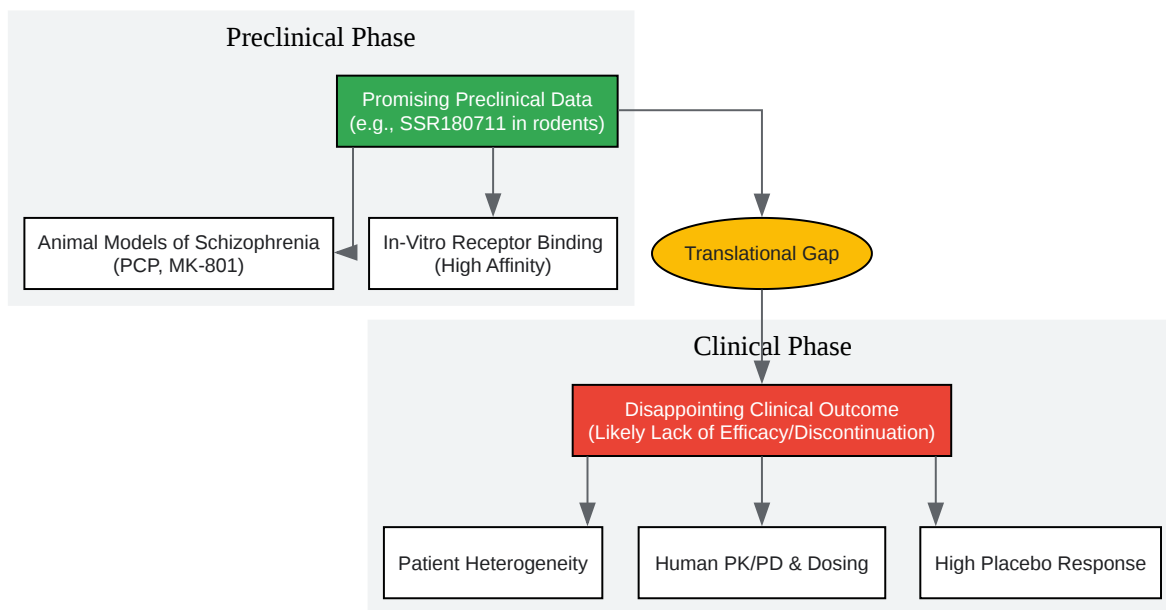 Preclinical Phase
Promising Preclinical Data
(e.g., SSR180711 in rodents)
Animal Models of Schizophrenia
(PCP, MK-801)
In-Vitro Receptor Binding
(High Affinity)
Translational Gap
Clinical Phase
Disappointing Clinical Outcome
(Likely Lack of Efficacy/Discontinuation)
Patient Heterogeneity
Human PK/PD & Dosing
High Placebo Response